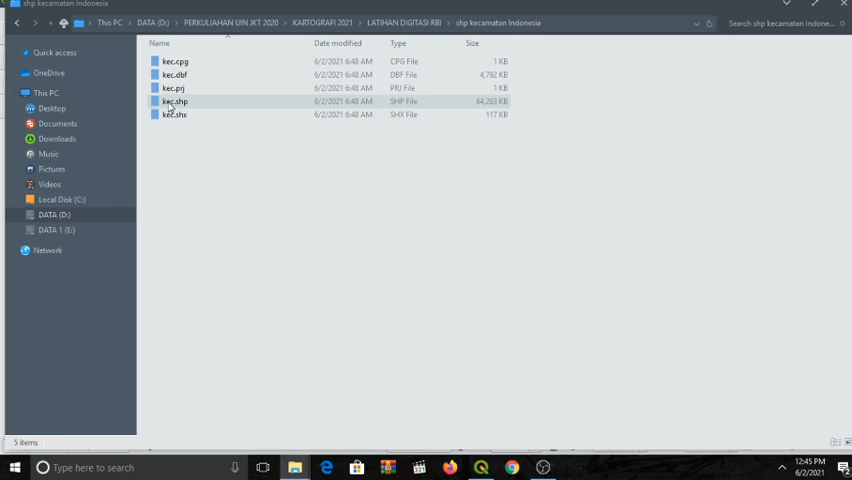 shp kecamatan Indonesia
This PC > DATA (D:) > PERKULIAHAN UIN JKT 2020 > KARTOGRAFI 2021 > LATIHAN DIGITASI RBI > shp kecamatan Indonesia
Search shp kecamatan Indone...
Name Date modified Type Size
Quick access
OneDrive
This PC
Desktop
Documents
Downloads
Music
Pictures
Videos
Local Disk (C:)
DATA (D:)
DATA 1 (E:)
Network
kec.cpg 6/2/2021 6:48 AM CPG File 1 KB
kec.dbf 6/2/2021 6:48 AM DBF File 4,792 KB
kec.prj 6/2/2021 6:48 AM PRJ File 1 KB
kec.shp 6/2/2021 6:48 AM SHP File 64,263 KB
kec.shx 6/2/2021 6:48 AM SHX File 117 KB
5 items
Type here to search
12:45 PM
6/2/2021
2